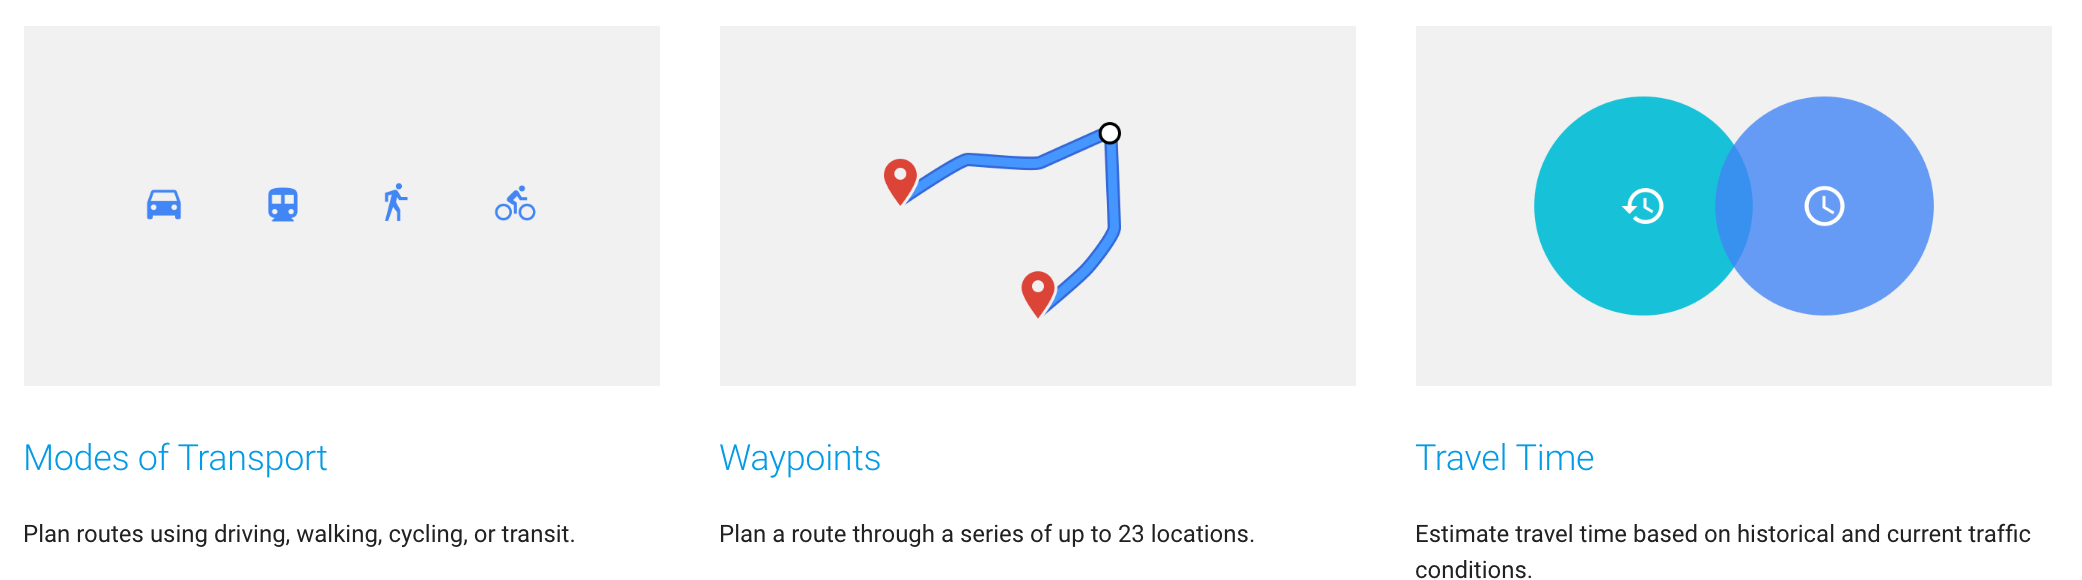 Modes of Transport
Plan routes using driving, walking, cycling, or transit.
Waypoints
Plan a route through a series of up to 23 locations.
Travel Time
Estimate travel time based on historical and current traffic
conditions.